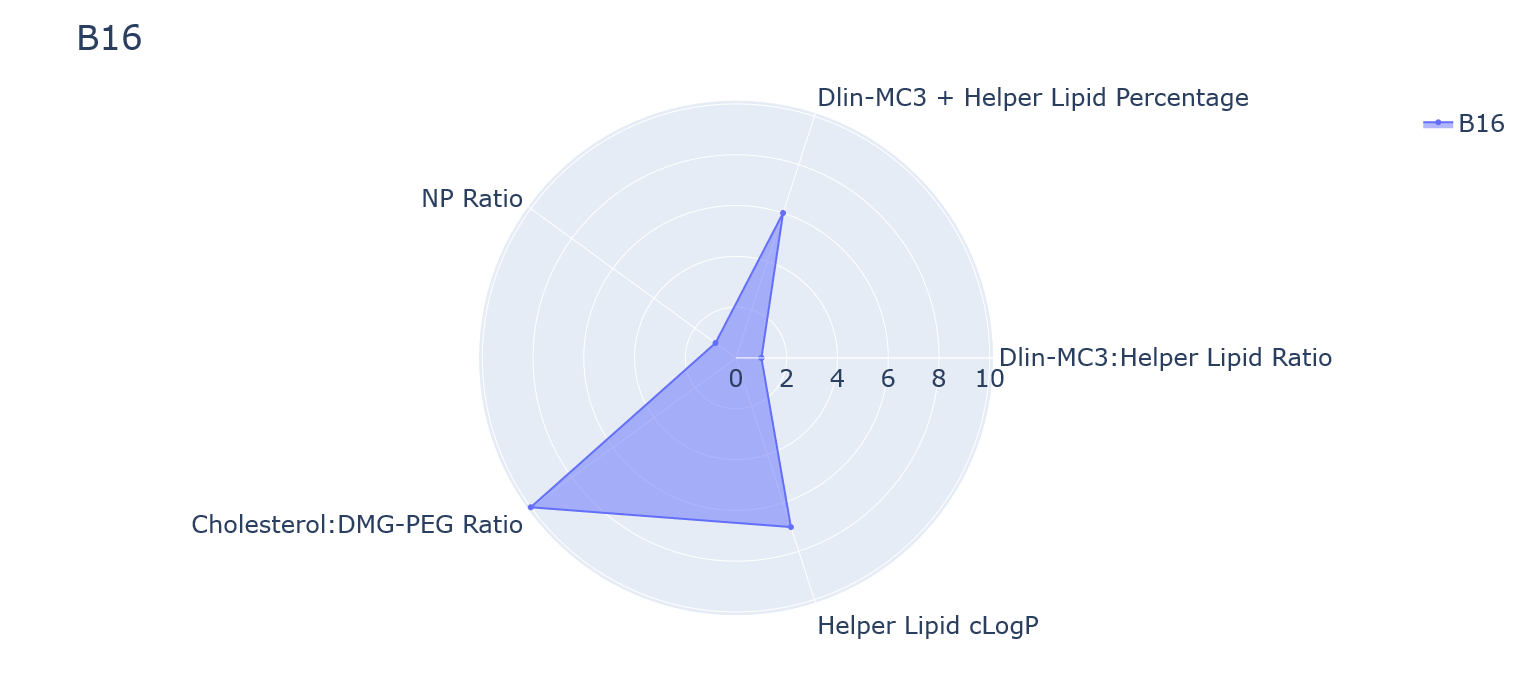 B16
Dlin-MC3 + Helper Lipid Percentage
B16
NP Ratio
Dlin-MC3:Helper Lipid Ratio
0 2 4 6 8 10
Cholesterol:DMG-PEG Ratio
Helper Lipid cLogP